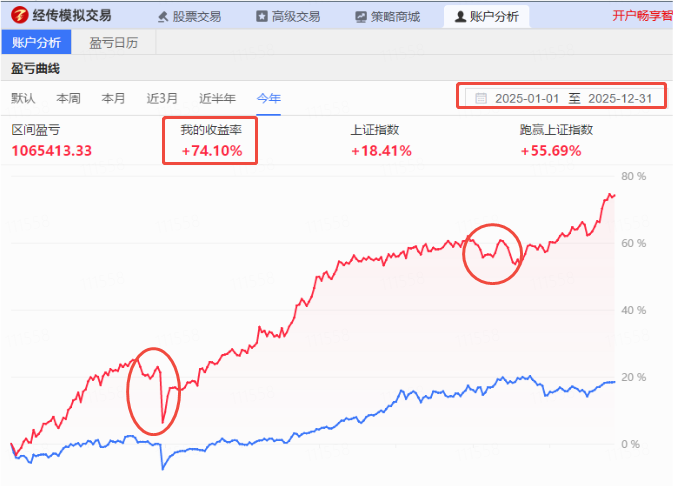 经传模拟交易 股票交易 高级交易 策略商城 账户分析 开户畅享智
账户分析 盈亏日历
盈亏曲线
默认 本周 本月 近3月 近半年 今年 2025-01-01 至 2025-12-31
区间盈亏 我的收益率 上证指数 跑赢上证指数
1065413.33 +74.10% +18.41% +55.69%
80 %
60 %
40 %
20 %
0 %